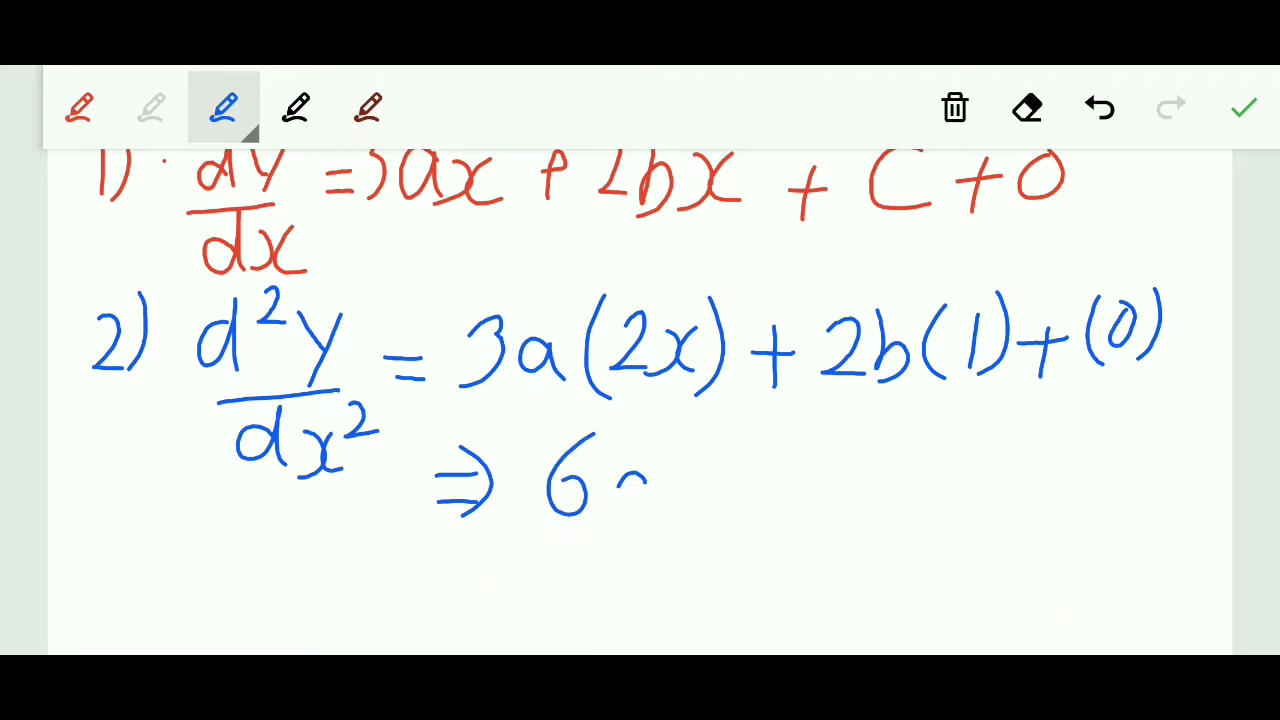 1) dy/dx = 3ax + 2bx + C + 0
2) d²y/dx² = 3a(2x) + 2b(1) + (0)
⇒ 6